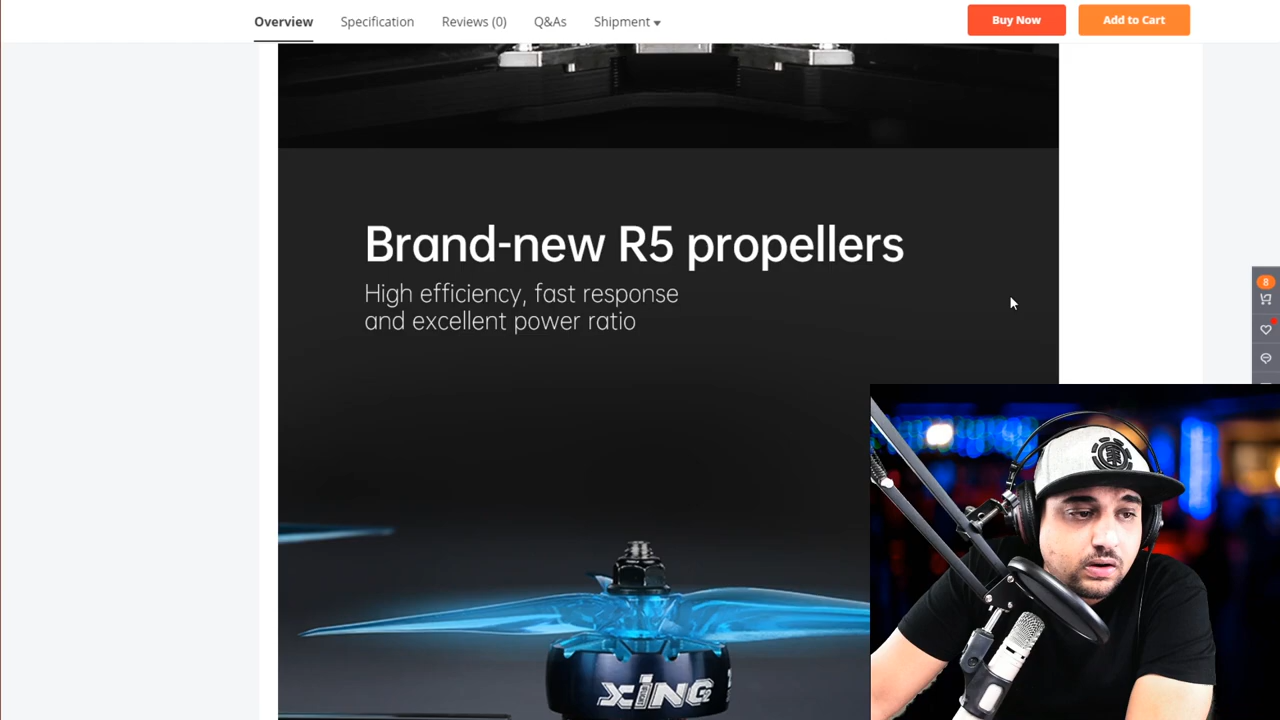 Overview Specification Reviews (0) Q&As Shipment Buy Now Add to Cart
Brand-new R5 propellers
High efficiency, fast response
and excellent power ratio
8
XING2